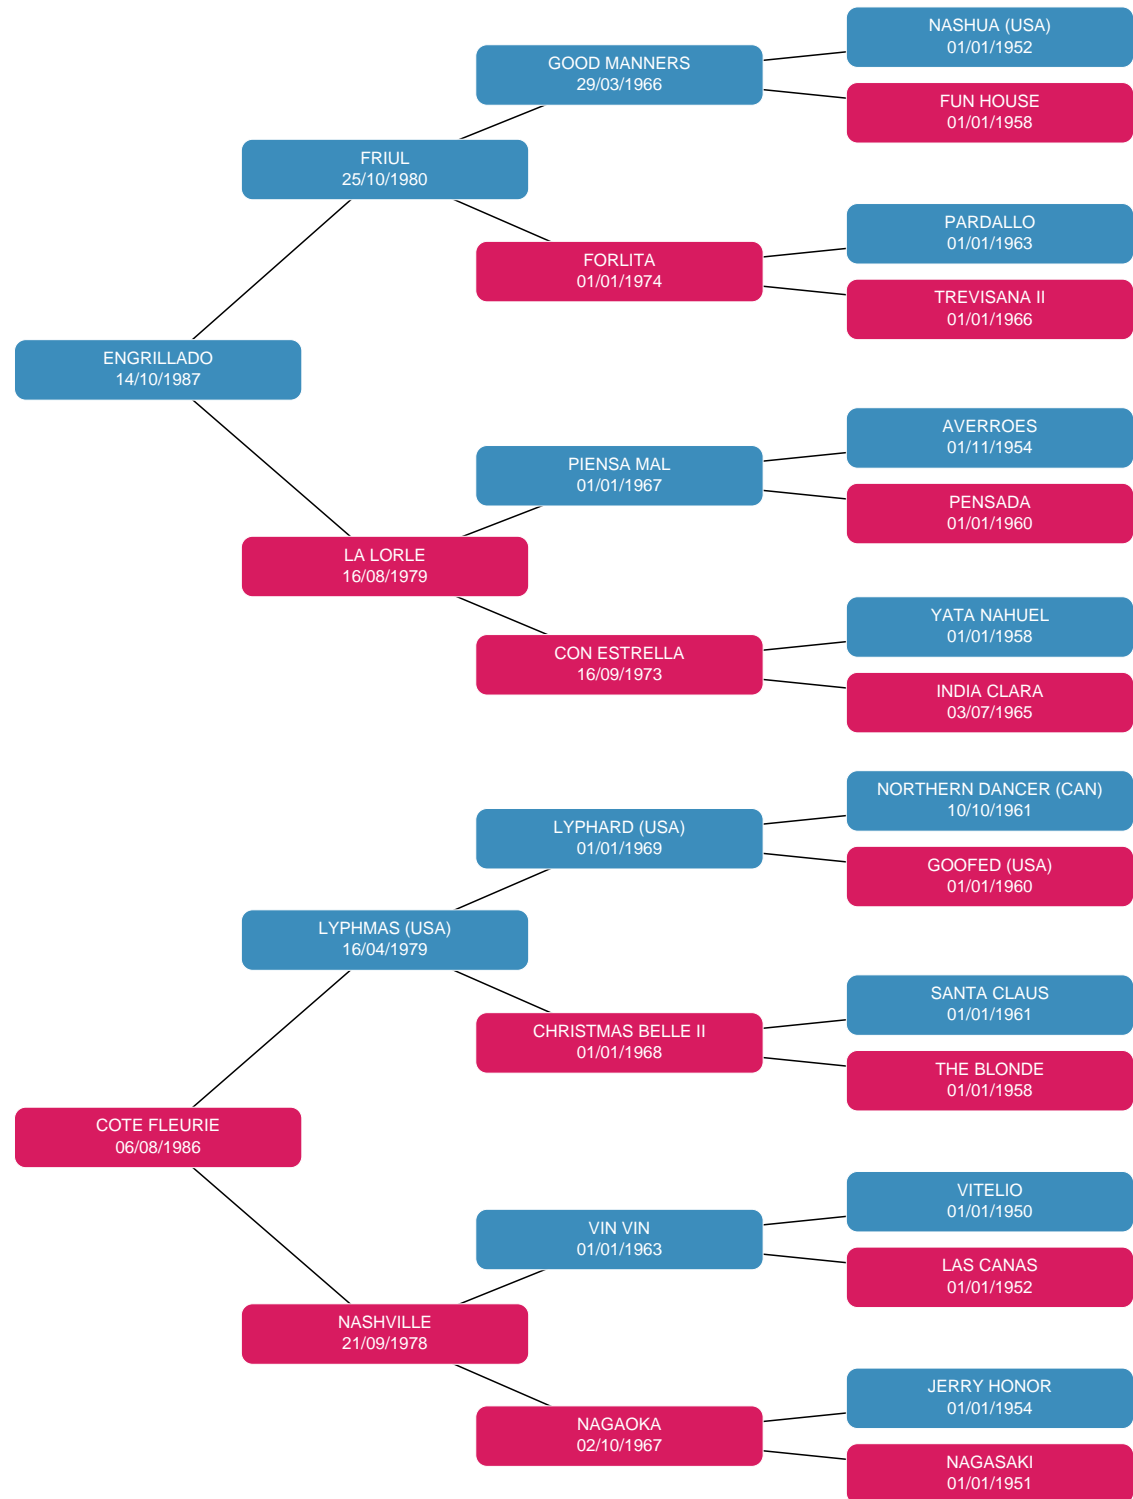 NASHUA (USA)
01/01/1952
GOOD MANNERS
29/03/1966
FUN HOUSE
01/01/1958
FRIUL
25/10/1980
PARDALLO
01/01/1963
FORLITA
01/01/1974
TREVISANA II
01/01/1966
ENGRILLADO
14/10/1987
AVERROES
01/11/1954
PIENSA MAL
01/01/1967
PENSADA
01/01/1960
LA LORLE
16/08/1979
YATA NAHUEL
01/01/1958
CON ESTRELLA
16/09/1973
INDIA CLARA
03/07/1965
NORTHERN DANCER (CAN)
10/10/1961
LYPHARD (USA)
01/01/1969
GOOFED (USA)
01/01/1960
LYPHMAS (USA)
16/04/1979
SANTA CLAUS
01/01/1961
CHRISTMAS BELLE II
01/01/1968
THE BLONDE
01/01/1958
COTE FLEURIE
06/08/1986
VITELIO
01/01/1950
VIN VIN
01/01/1963
LAS CANAS
01/01/1952
NASHVILLE
21/09/1978
JERRY HONOR
01/01/1954
NAGAOKA
02/10/1967
NAGASAKI
01/01/1951